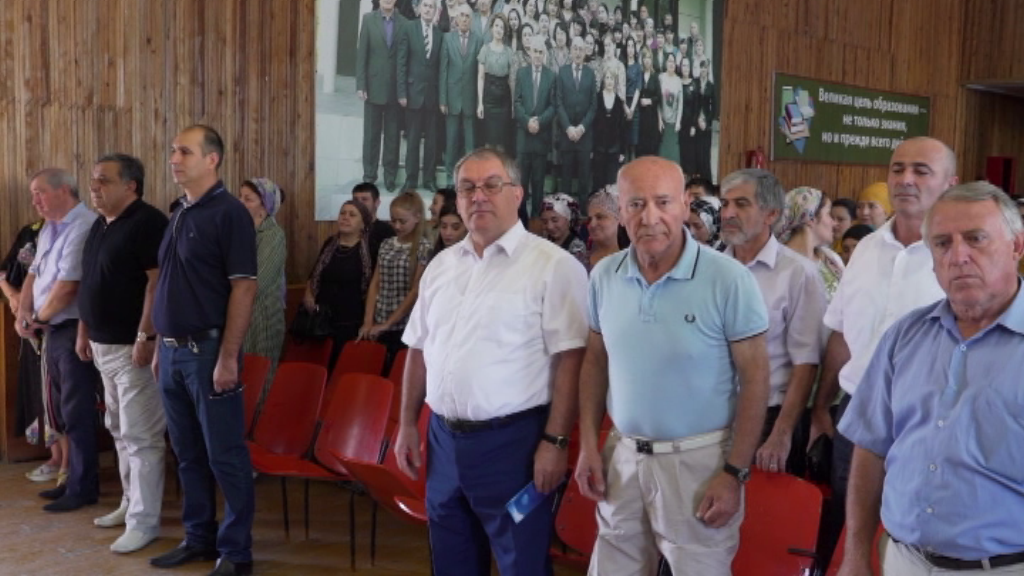 Великая цель образования —
не только знания,
но и прежде всего